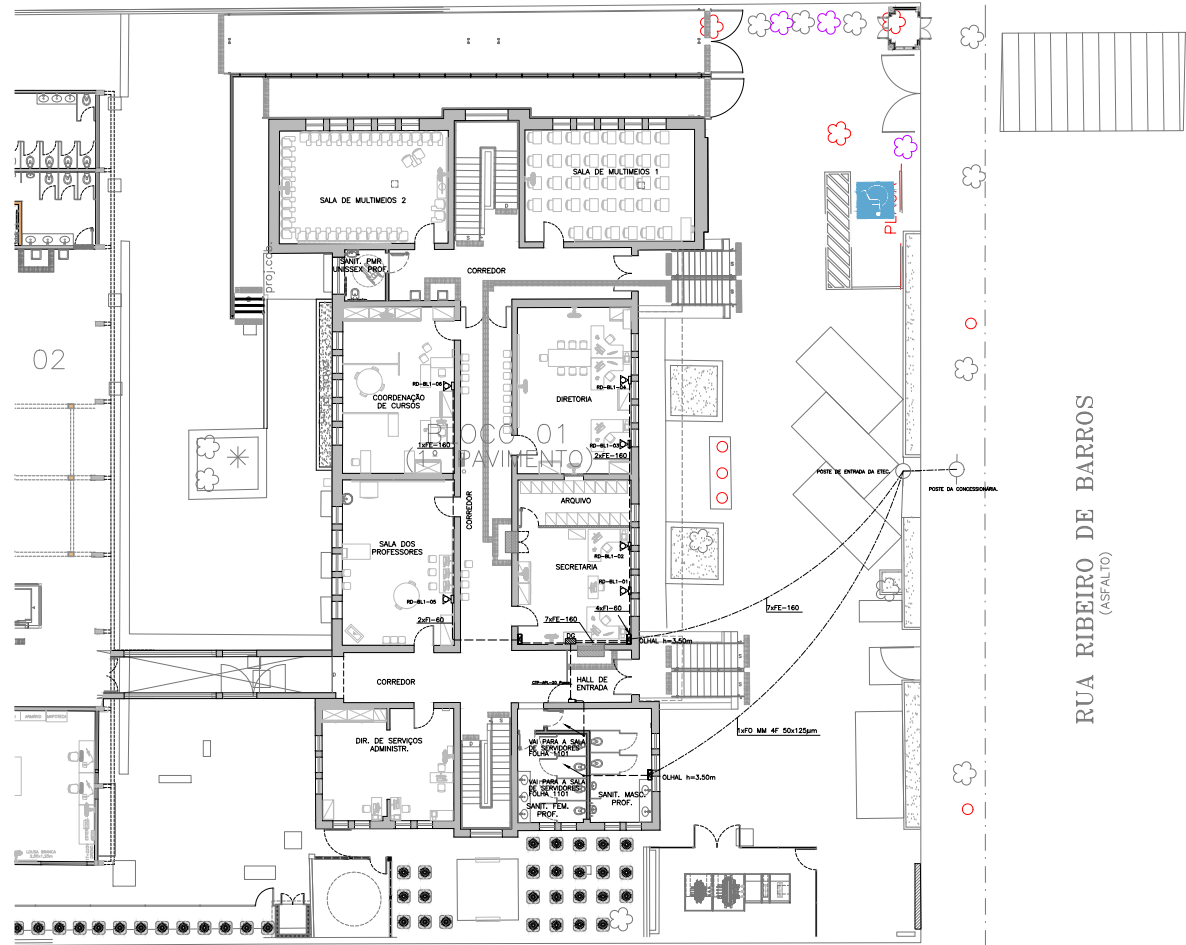 SALA DE MULTIMEIOS 1
SALA DE MULTIMEIOS 2
SANIT. PMR
UNISSEX PROF.
CORREDOR
proj.cob.
02
RD-BL1-06
COORDENAÇÃO
DE CURSOS
1xFE-160
RD-BL1-04
DIRETORIA
RD-BL1-03
2xFE-160
BLOCO 01
PAVIMENTO)
CORREDOR
ARQUIVO
SALA DOS
PROFESSORES
RD-BL1-02
SECRETARIA
RD-BL1-01
RD-BL1-05
2xFI-60
4xFI-60
7xFE-160
DG
OLHAL h=3.50m
7xFE-160
POSTE DE ENTRADA DA ETEC.
POSTE DA CONCESSIONÁRIA.
RUA RIBEIRO DE BARROS
(ASFALTO)
CORREDOR
HALL DE
ENTRADA
DIR. DE SERVIÇOS
ADMINISTR.
VAI PARA A SALA
DE SERVIDORES
FOLHA 1101
VAI PARA A SALA
DE SERVIDORES
FOLHA 1101
SANIT. FEM.
PROF.
SANIT. MASC.
PROF.
OLHAL h=3.50m
1xFO MM 4F 50x125µm
S
D
S
D
LOUSA BRANCA